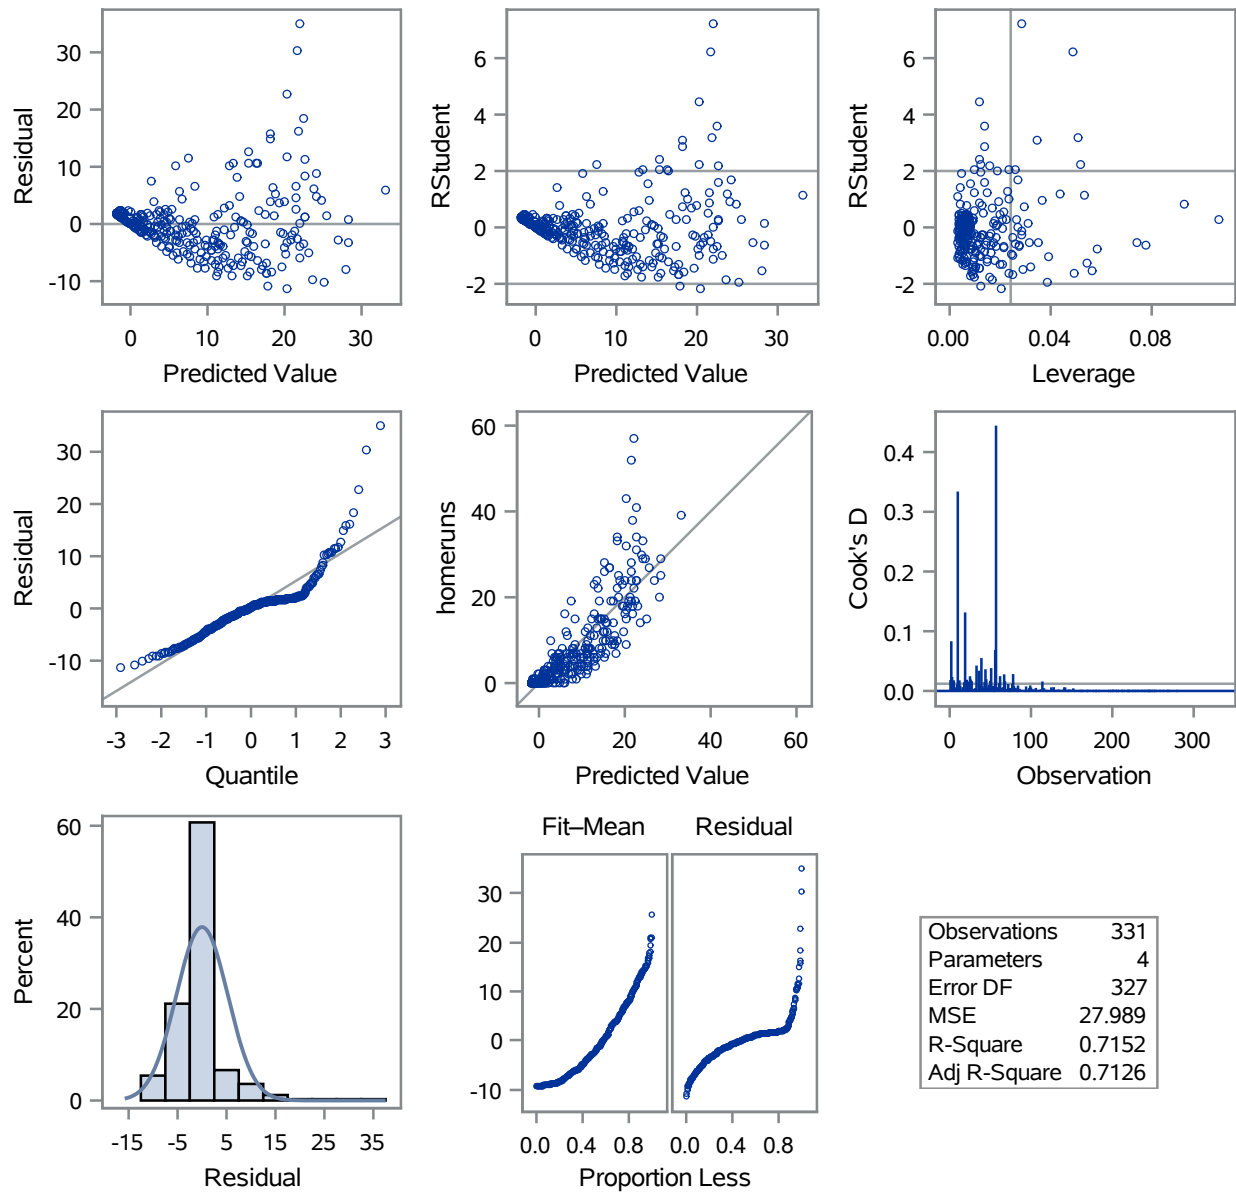 30
20
10
0
-10
Residual
0 10 20 30
Predicted Value
6
4
2
0
-2
RStudent
0 10 20 30
Predicted Value
6
4
2
0
-2
RStudent
0.00 0.04 0.08
Leverage
30
20
10
0
-10
Residual
-3 -2 -1 0 1 2 3
Quantile
60
40
20
0
homeruns
0 20 40 60
Predicted Value
0.4
0.3
0.2
0.1
0.0
Cook's D
0 100 200 300
Observation
60
40
20
0
Percent
-15 -5 5 15 25 35
Residual
Fit–Mean Residual
30
20
10
0
-10
0.0 0.4 0.8 0.0 0.4 0.8
Proportion Less
Observations 331
Parameters 4
Error DF 327
MSE 27.989
R-Square 0.7152
Adj R-Square 0.7126